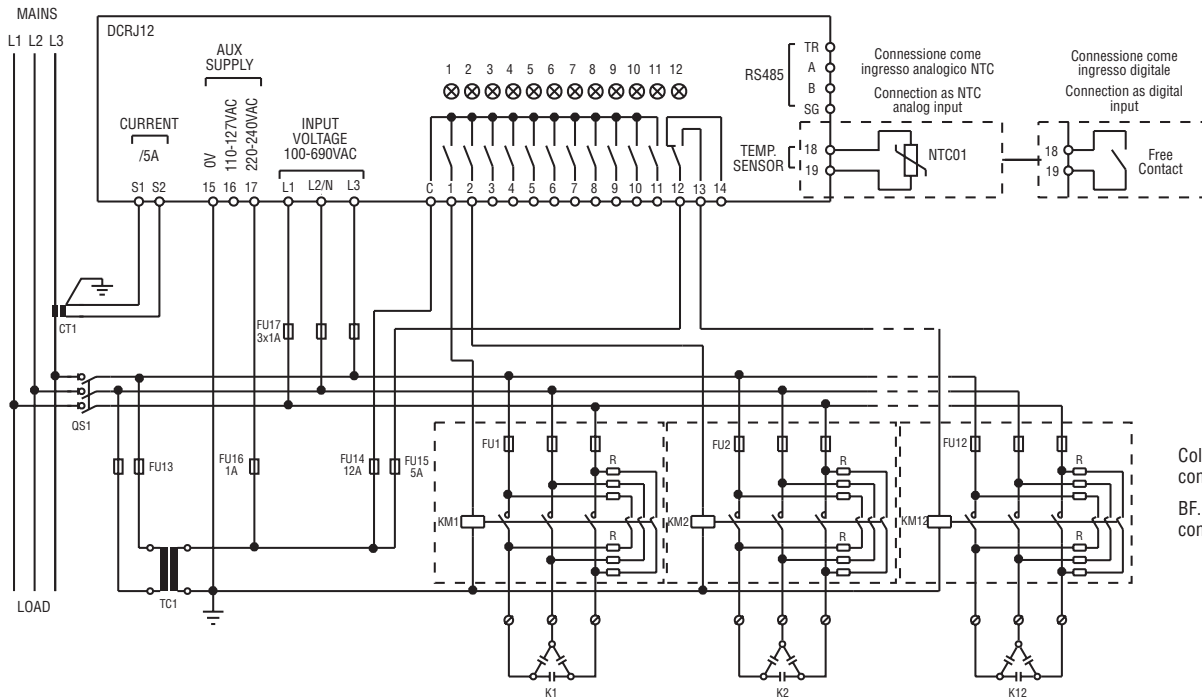 MAINS
L1 L2 L3
DCRJ12
AUX
SUPPLY
CURRENT
/5A
0V
110-127VAC
220-240VAC
INPUT
VOLTAGE
100-690VAC
S1 S2
15 16 17
L1 L2/N L3
1 2 3 4 5 6 7 8 9 10 11 12
C 1 2 3 4 5 6 7 8 9 10 11 12 13 14
RS485
TR
A
B
SG
TEMP.
SENSOR
18
19
Connessione come
ingresso analogico NTC
Connection as NTC
analog input
NTC01
Connessione come
ingresso digitale
Connection as digital
input
18
19
Free
Contact
CT1
FU17
3x1A
QS1
FU13
FU16
1A
FU14
12A
FU15
5A
FU1
R
KM1
R
FU2
R
KM2
R
FU12
R
KM12
R
Col
con
BF.
con
LOAD
TC1
K1
K2
K12